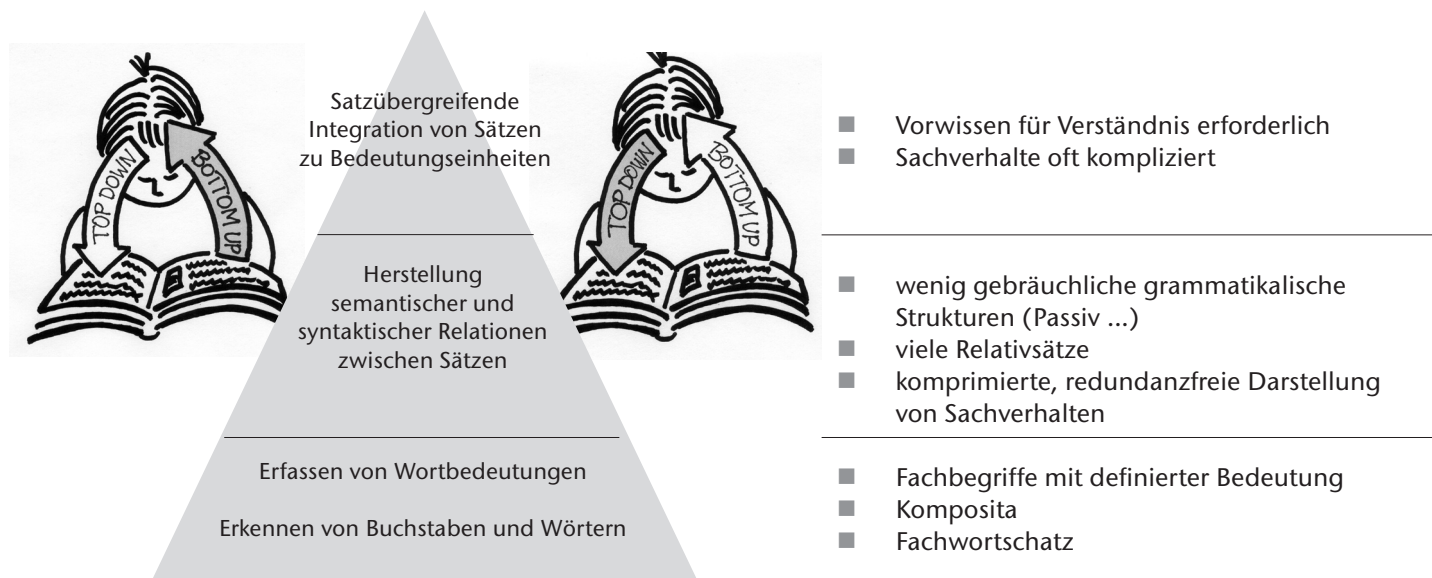 Satzübergreifende
Integration von Sätzen
zu Bedeutungseinheiten
TOP DOWN
BOTTOM UP
TOP DOWN
BOTTOM UP
Vorwissen für Verständnis erforderlich
Sachverhalte oft kompliziert
Herstellung
semantischer und
syntaktischer Relationen
zwischen Sätzen
wenig gebräuchliche grammatikalische
Strukturen (Passiv ...)
viele Relativsätze
komprimierte, redundanzfreie Darstellung
von Sachverhalten
Erfassen von Wortbedeutungen
Erkennen von Buchstaben und Wörtern
Fachbegriffe mit definierter Bedeutung
Komposita
Fachwortschatz